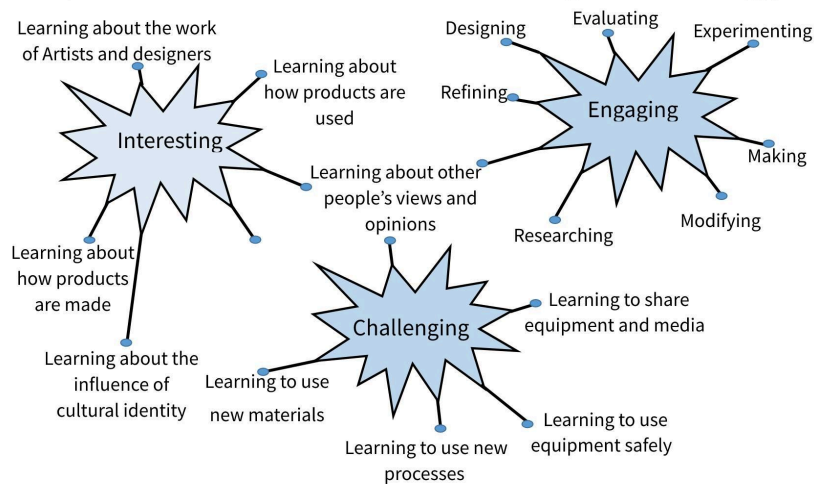 Learning about the work
of Artists and designers
Learning about
how products are
used
Interesting
Learning about
how products
are made
Learning about the
influence of
cultural identity
Designing
Evaluating
Experimenting
Refining
Engaging
Making
Modifying
Researching
Learning about other
people's views and
opinions
Challenging
Learning to share
equipment and media
Learning to use
new materials
Learning to use new
processes
Learning to use
equipment safely